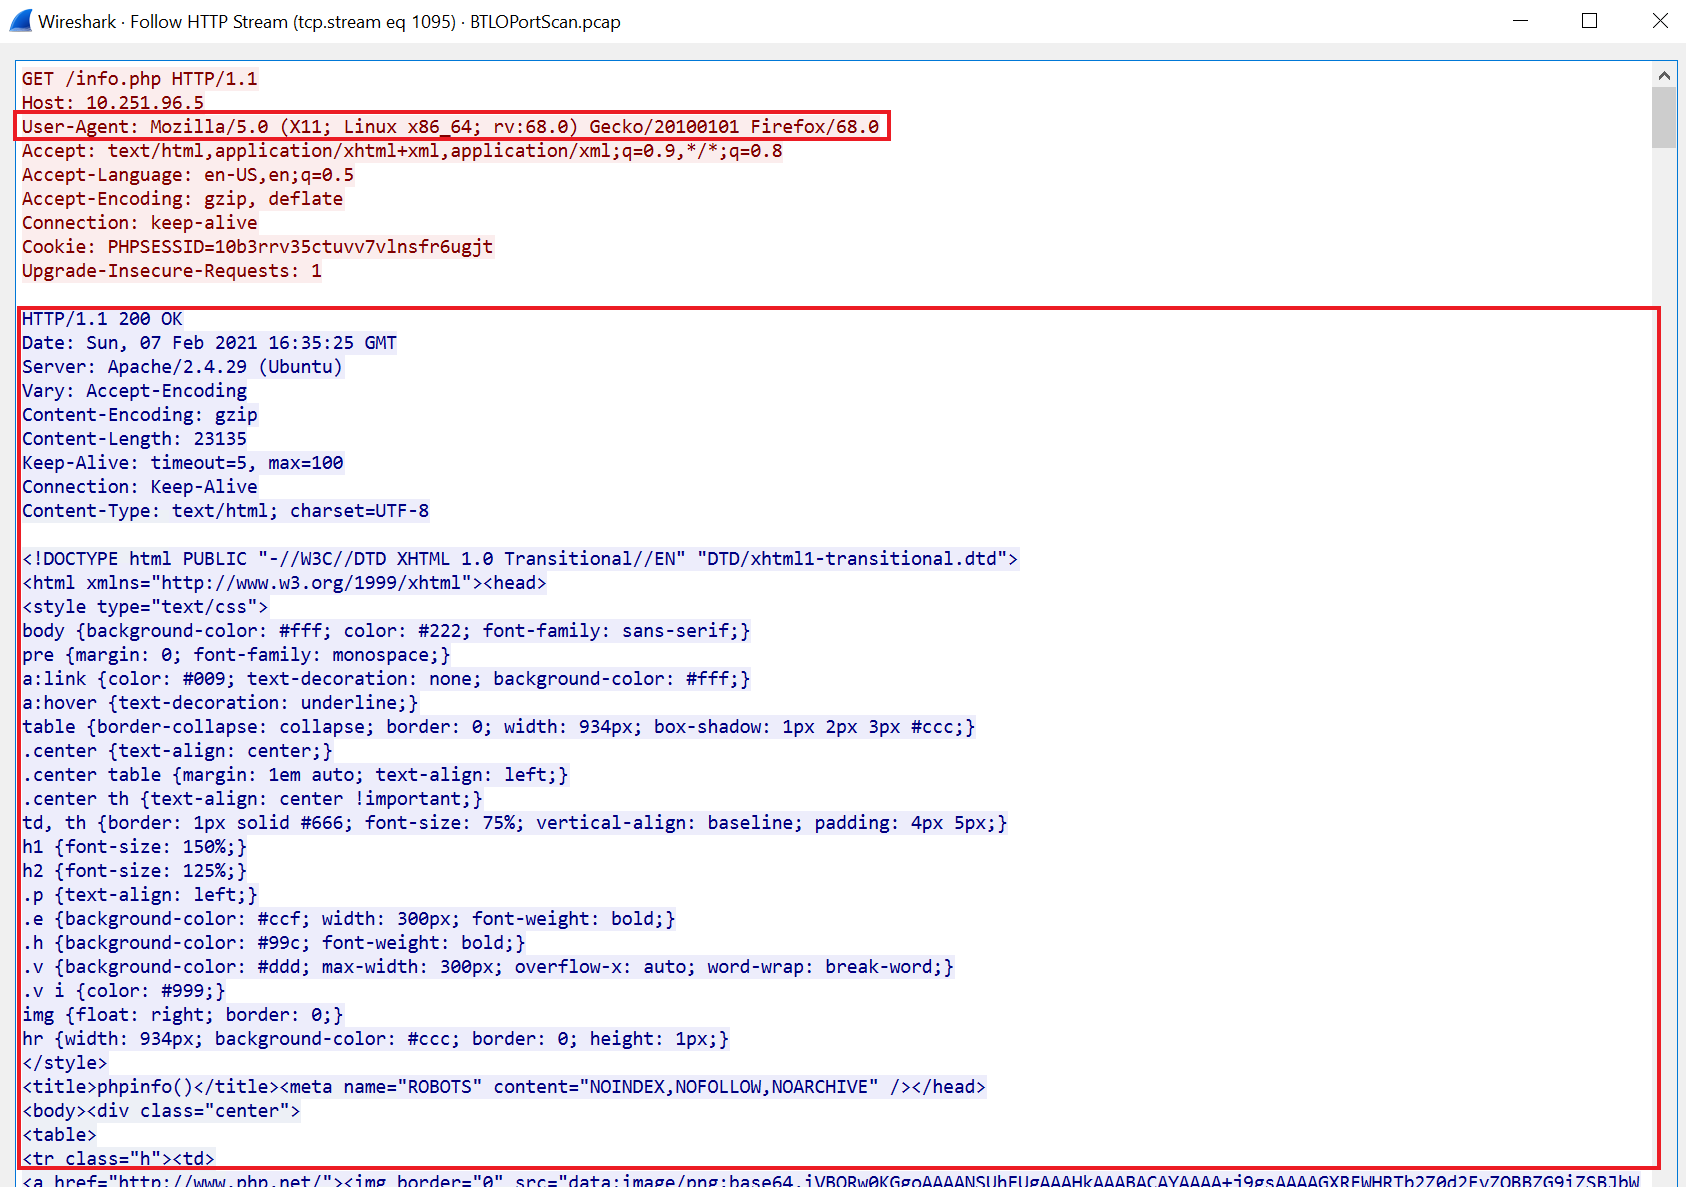 Wireshark · Follow HTTP Stream (tcp.stream eq 1095) · BTLOPortScan.pcap
GET /info.php HTTP/1.1
Host: 10.251.96.5
User-Agent: Mozilla/5.0 (X11; Linux x86_64; rv:68.0) Gecko/20100101 Firefox/68.0
Accept: text/html,application/xhtml+xml,application/xml;q=0.9,*/*;q=0.8
Accept-Language: en-US,en;q=0.5
Accept-Encoding: gzip, deflate
Connection: keep-alive
Cookie: PHPSESSID=10b3rrv35ctuvv7vlnsfr6ugjt
Upgrade-Insecure-Requests: 1
HTTP/1.1 200 OK
Date: Sun, 07 Feb 2021 16:35:25 GMT
Server: Apache/2.4.29 (Ubuntu)
Vary: Accept-Encoding
Content-Encoding: gzip
Content-Length: 23135
Keep-Alive: timeout=5, max=100
Connection: Keep-Alive
Content-Type: text/html; charset=UTF-8
<!DOCTYPE html PUBLIC "-//W3C//DTD XHTML 1.0 Transitional//EN" "DTD/xhtml1-transitional.dtd">
<html xmlns="http://www.w3.org/1999/xhtml"><head>
<style type="text/css">
body {background-color: #fff; color: #222; font-family: sans-serif;}
pre {margin: 0; font-family: monospace;}
a:link {color: #009; text-decoration: none; background-color: #fff;}
a:hover {text-decoration: underline;}
table {border-collapse: collapse; border: 0; width: 934px; box-shadow: 1px 2px 3px #ccc;}
.center {text-align: center;}
.center table {margin: 1em auto; text-align: left;}
.center th {text-align: center !important;}
td, th {border: 1px solid #666; font-size: 75%; vertical-align: baseline; padding: 4px 5px;}
h1 {font-size: 150%;}
h2 {font-size: 125%;}
.p {text-align: left;}
.e {background-color: #ccf; width: 300px; font-weight: bold;}
.h {background-color: #99c; font-weight: bold;}
.v {background-color: #ddd; max-width: 300px; overflow-x: auto; word-wrap: break-word;}
.v i {color: #999;}
img {float: right; border: 0;}
hr {width: 934px; background-color: #ccc; border: 0; height: 1px;}
</style>
<title>phpinfo()</title><meta name="ROBOTS" content="NOINDEX,NOFOLLOW,NOARCHIVE" /></head>
<body><div class="center">
<table>
<tr class="h"><td>
<a href="http://www.php.net/"><img border="0"